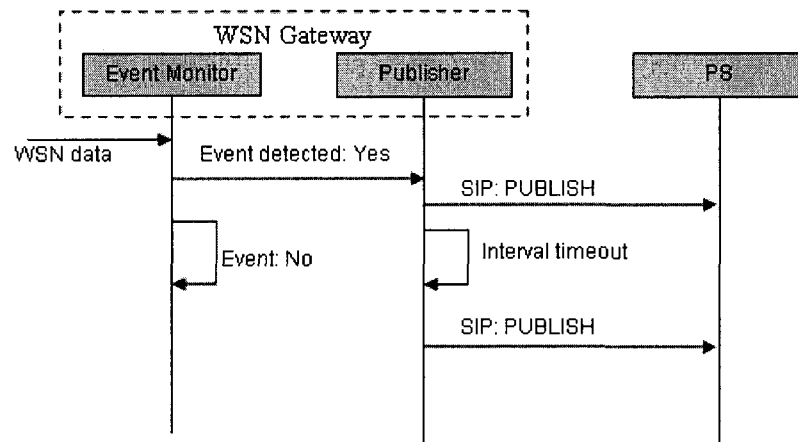 WSN Gateway
Event Monitor
Publisher
PS
WSN data
Event detected: Yes
SIP: PUBLISH
Event: No
Interval timeout
SIP: PUBLISH